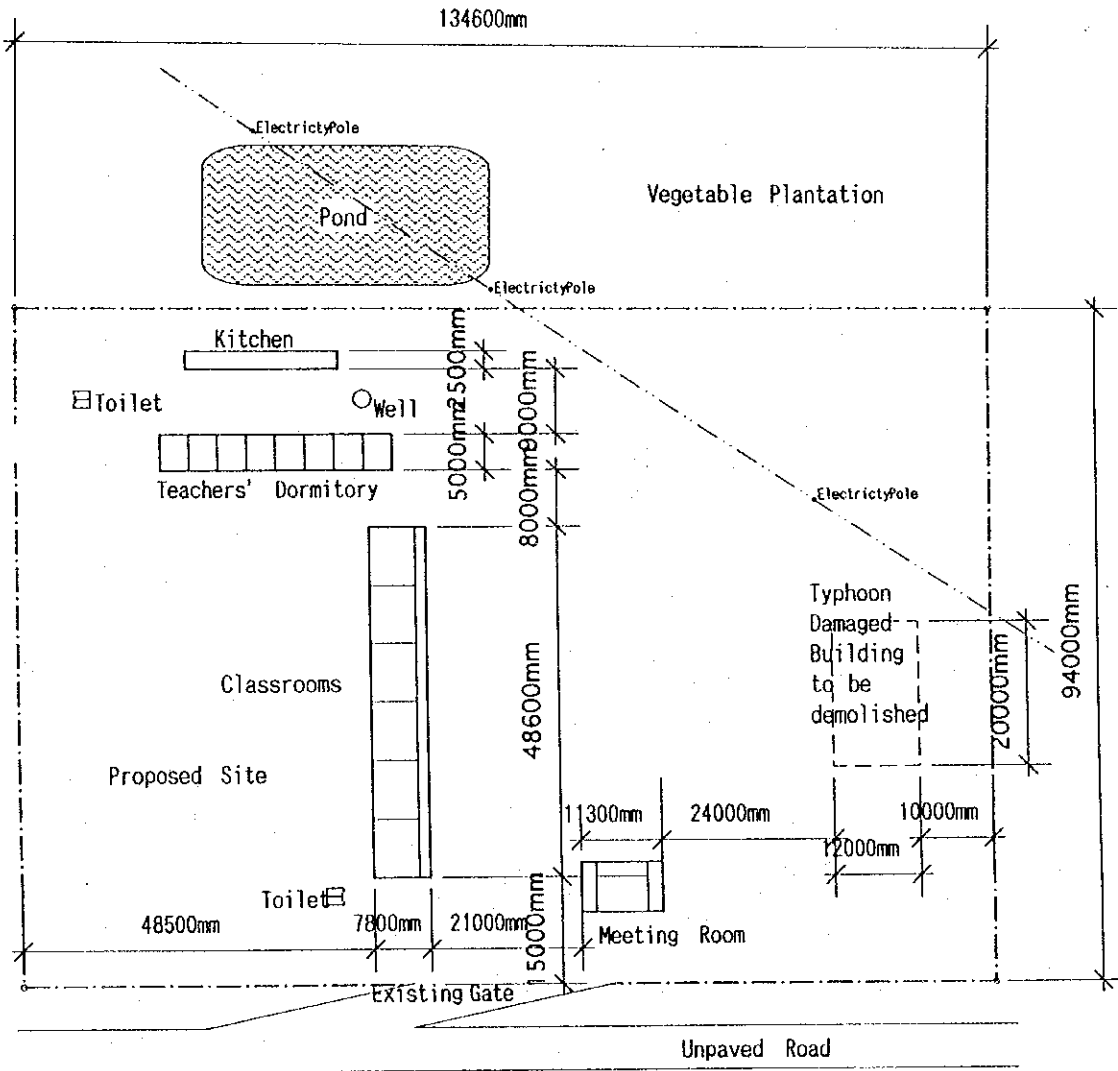 134600mm
ElectrictyPole
Vegetable Plantation
Pond
ElectrictyPole
Kitchen
2500mm
9000mm
Toilet
Well
5000mm
Teachers' Dormitory
8000mm
ElectrictyPole
Typhoon
Damaged
Building
to be
demolished
20000mm
94000mm
Classrooms
48600mm
Proposed Site
11300mm
24000mm
10000mm
12000mm
Toilet
48500mm
7800mm
21000mm
15000mm
Meeting Room
Existing Gate
Unpaved Road